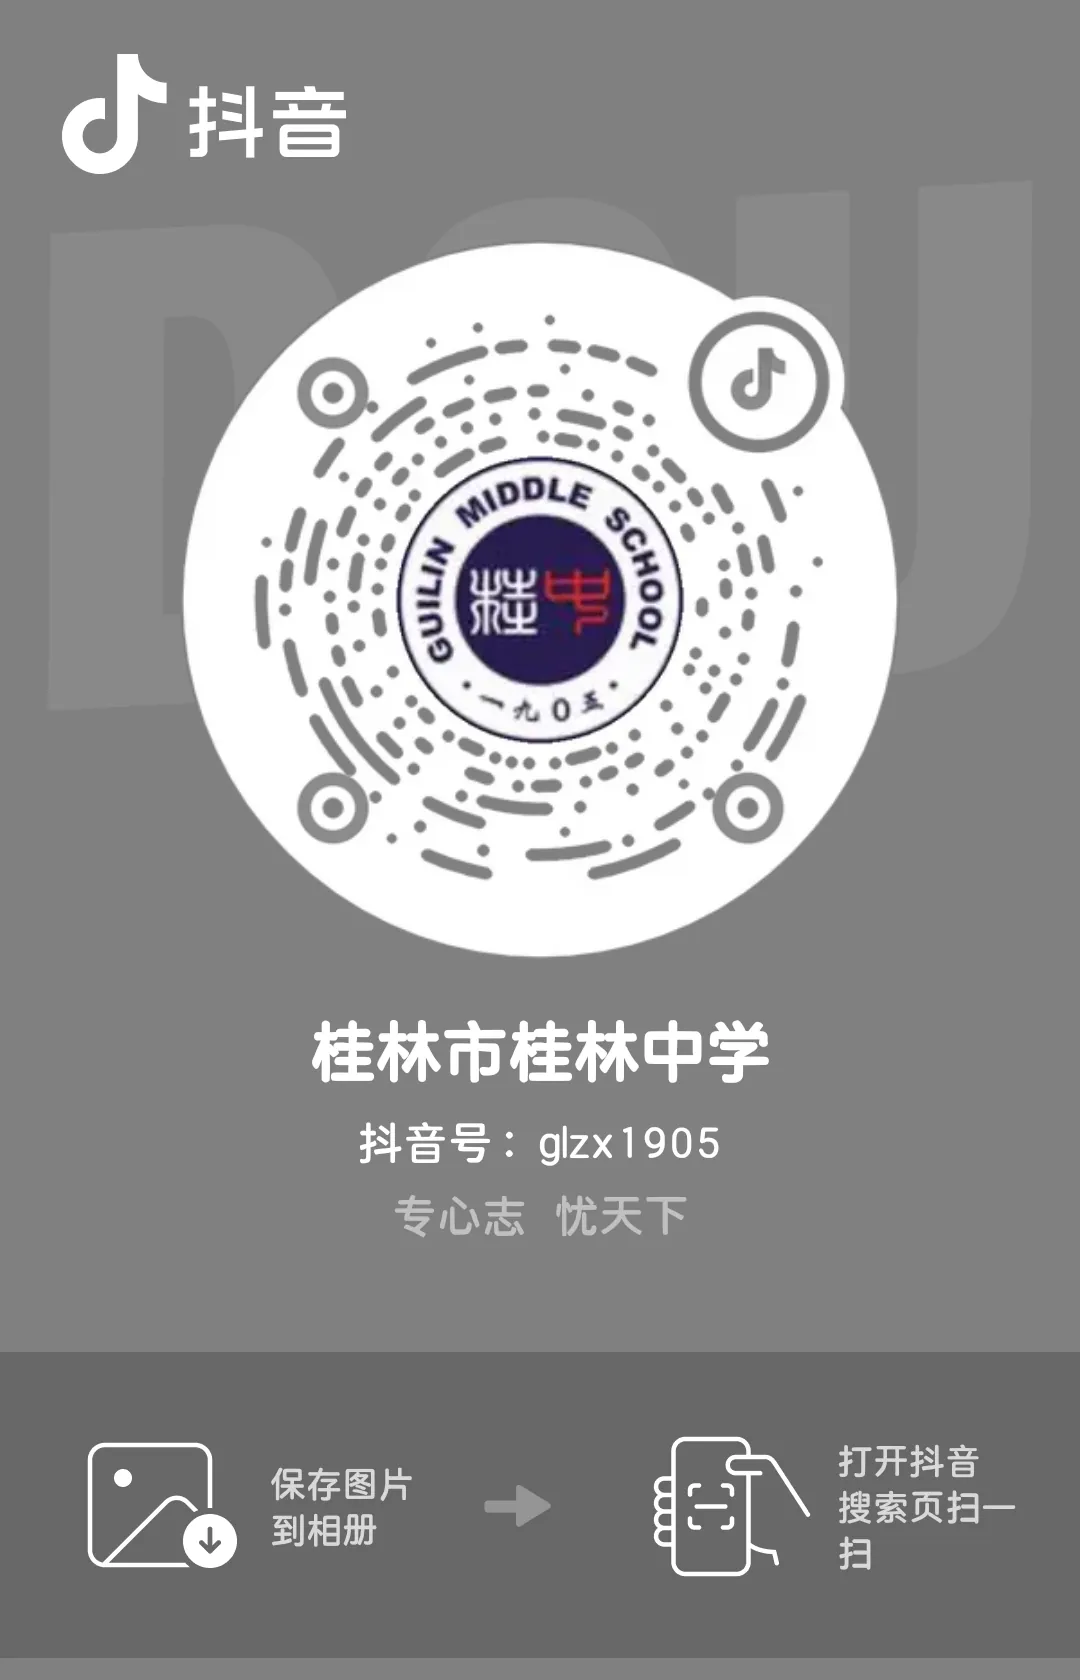 抖音
DOU
GUILIN MIDDLE SCHOOL
桂中
·一九0五·
桂林市桂林中学
抖音号：glzx1905
专心志 忧天下
保存图片
到相册
打开抖音
搜索页扫一
扫